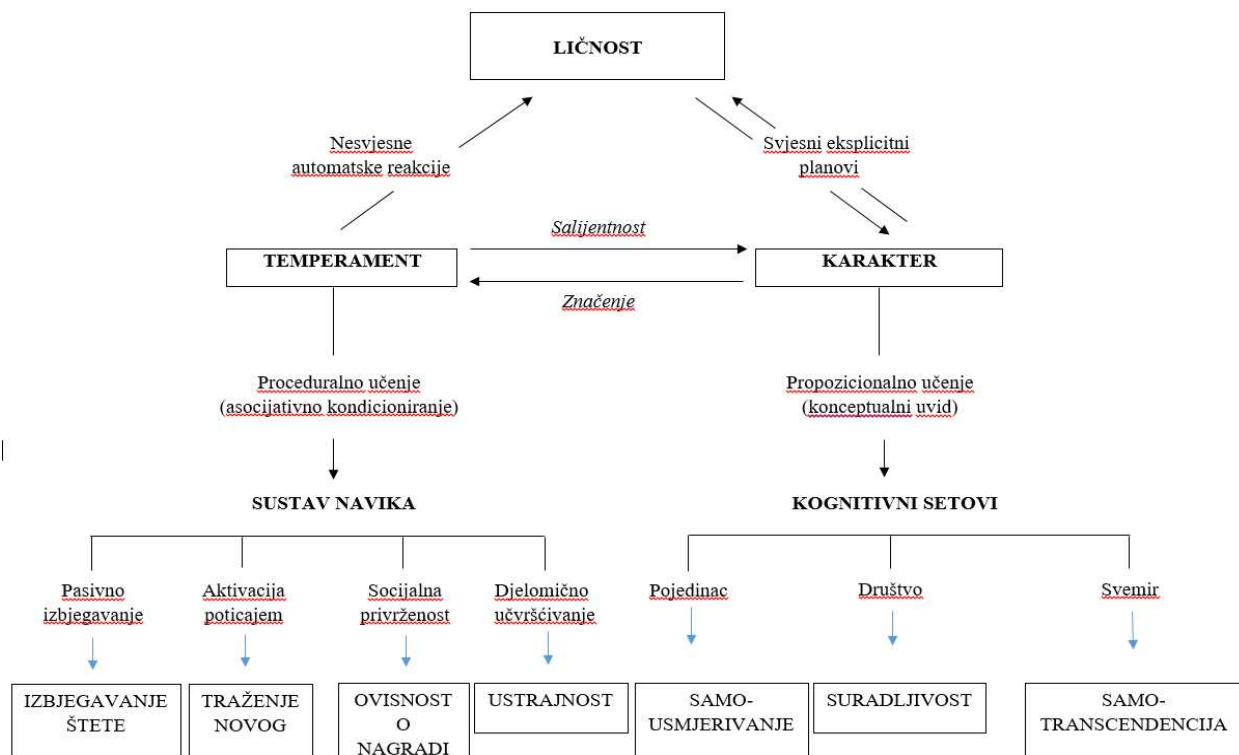 LIČNOST
Nesvjesne
automatske reakcije
Svjesni eksplicitni
planovi
Salijentnost
TEMPERAMENT
KARAKTER
Značenje
Proceduralno učenje
(asocijativno kondicioniranje)
Propozicionalno učenje
(konceptualni uvid)
SUSTAV NAVIKA
KOGNITIVNI SETOVI
Pasivno
izbjegavanje
Aktivacija
poticajem
Socijalna
privrženost
Djelomično
učvršćivanje
Pojedinac
Društvo
Svemir
IZBJEGAVANJE
ŠTETE
TRAŽENJE
NOVOG
OVISNOST
O
NAGRADI
USTRAJNOST
SAMO-
USMJERIVANJE
SURADLJIVOST
SAMO-
TRANSCENDENCIJA